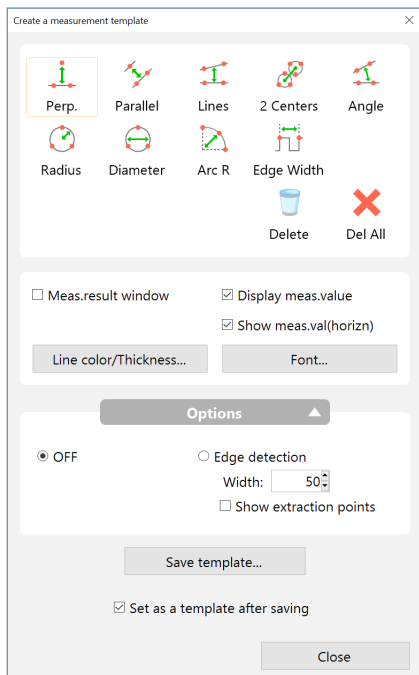 Create a measurement template
Perp. Parallel Lines 2 Centers Angle
Radius Diameter Arc R Edge Width
Delete Del All
Meas.result window Display meas.value
Show meas.val(horizn)
Line color/Thickness... Font...
Options
OFF Edge detection
Width: 50
Show extraction points
Save template...
Set as a template after saving
Close